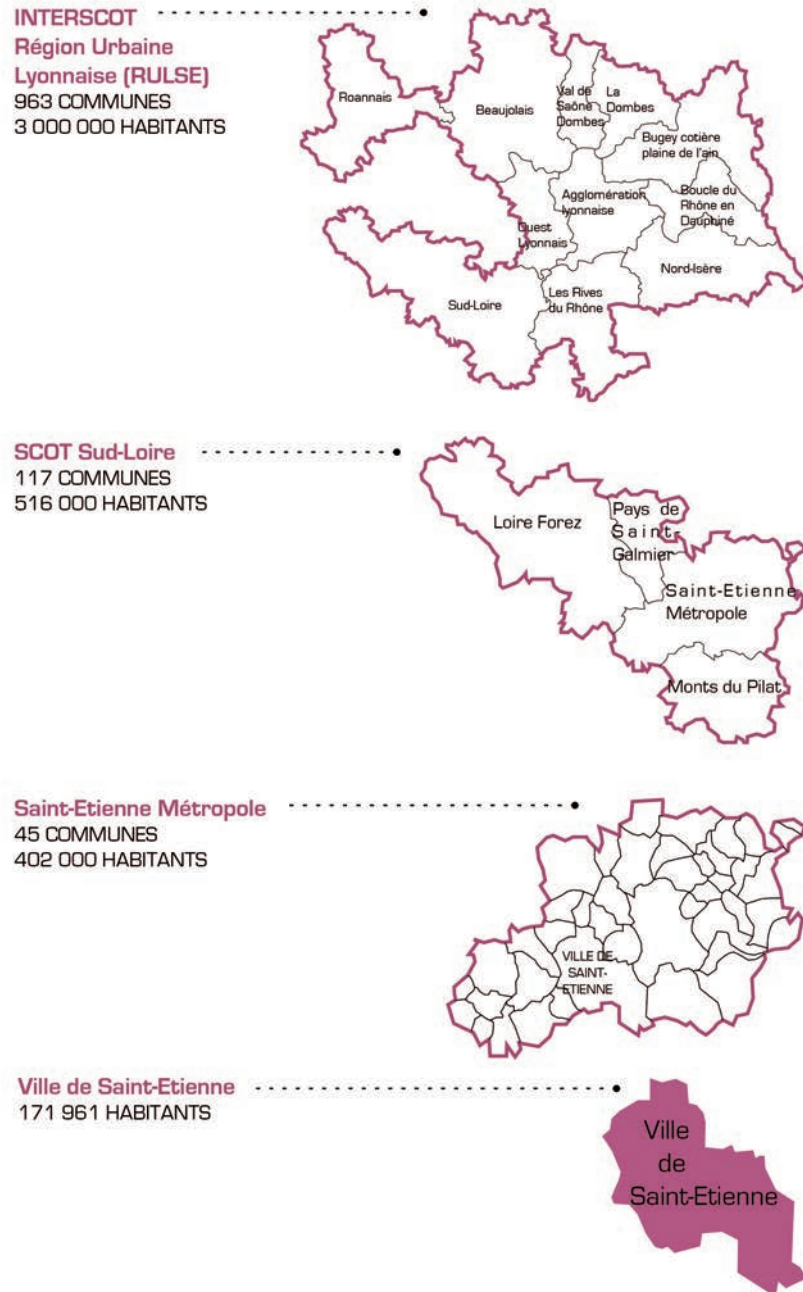 INTERSCOT
Région Urbaine
Lyonnaise (RULSE)
963 COMMUNES
3 000 000 HABITANTS
Roannais
Beaujolais
Val de
Saône
Dombes
La
Dombes
Bugey cotière
plaine de l'ain
Agglomération
lyonnaise
Boucle du
Rhône en
Dauphiné
Ouest
Lyonnais
Nord-Isère
Sud-Loire
Les Rives
du Rhône
SCOT Sud-Loire
117 COMMUNES
516 000 HABITANTS
Loire Forez
Pays de
Saint-
Galmier
Saint-Etienne
Métropole
Monts du Pilat
Saint-Etienne Métropole
45 COMMUNES
402 000 HABITANTS
VILLE DE
SAINT-
ETIENNE
Ville de Saint-Etienne
171 961 HABITANTS
Ville
de
Saint-Etienne